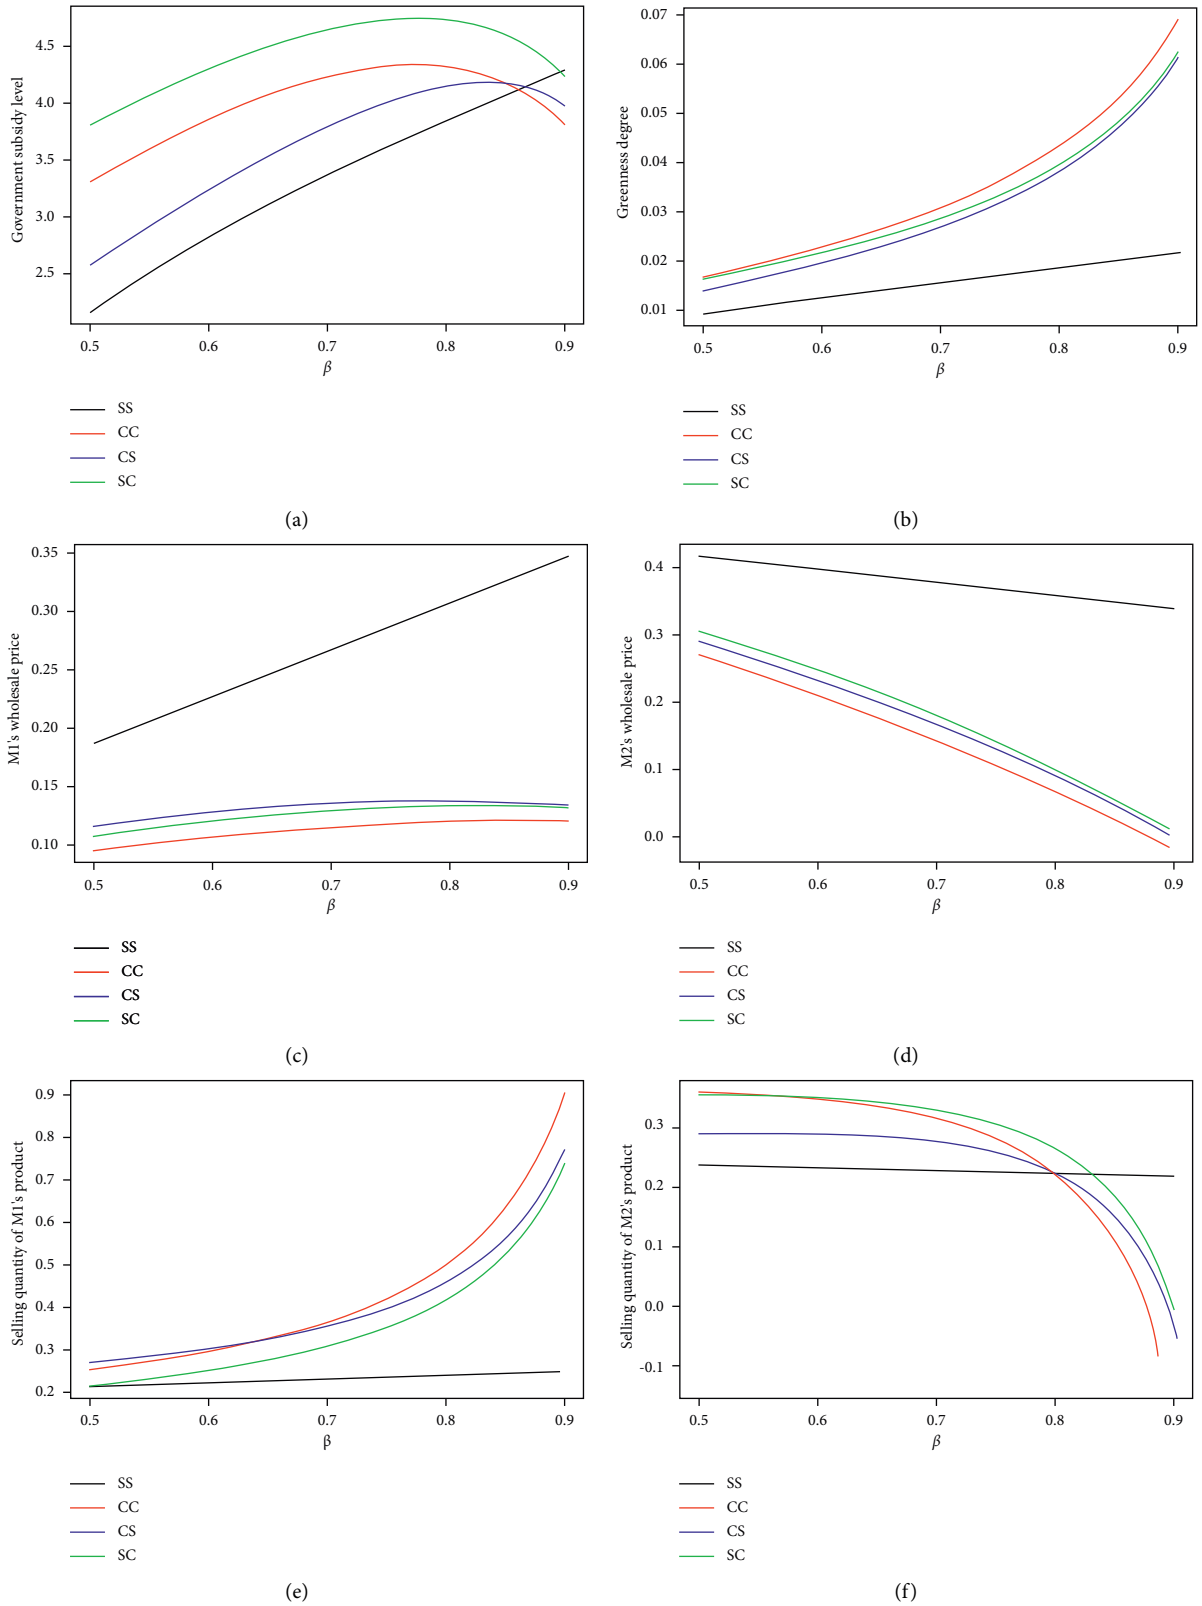 Government subsidy level
4.5
4.0
3.5
3.0
2.5
0.5 0.6 0.7 0.8 0.9
β
SS
CC
CS
SC
(a)
Greenness degree
0.07
0.06
0.05
0.04
0.03
0.02
0.01
0.5 0.6 0.7 0.8 0.9
β
SS
CC
CS
SC
(b)
M1's wholesale price
0.35
0.30
0.25
0.20
0.15
0.10
0.5 0.6 0.7 0.8 0.9
β
SS
CC
CS
SC
(c)
M2's wholesale price
0.4
0.3
0.2
0.1
0.0
0.5 0.6 0.7 0.8 0.9
β
SS
CC
CS
SC
(d)
Selling quantity of M1's product
0.9
0.8
0.7
0.6
0.5
0.4
0.3
0.2
0.5 0.6 0.7 0.8 0.9
β
SS
CC
CS
SC
(e)
Selling quantity of M2's product
0.3
0.2
0.1
0.0
-0.1
0.5 0.6 0.7 0.8 0.9
β
SS
CC
CS
SC
(f)